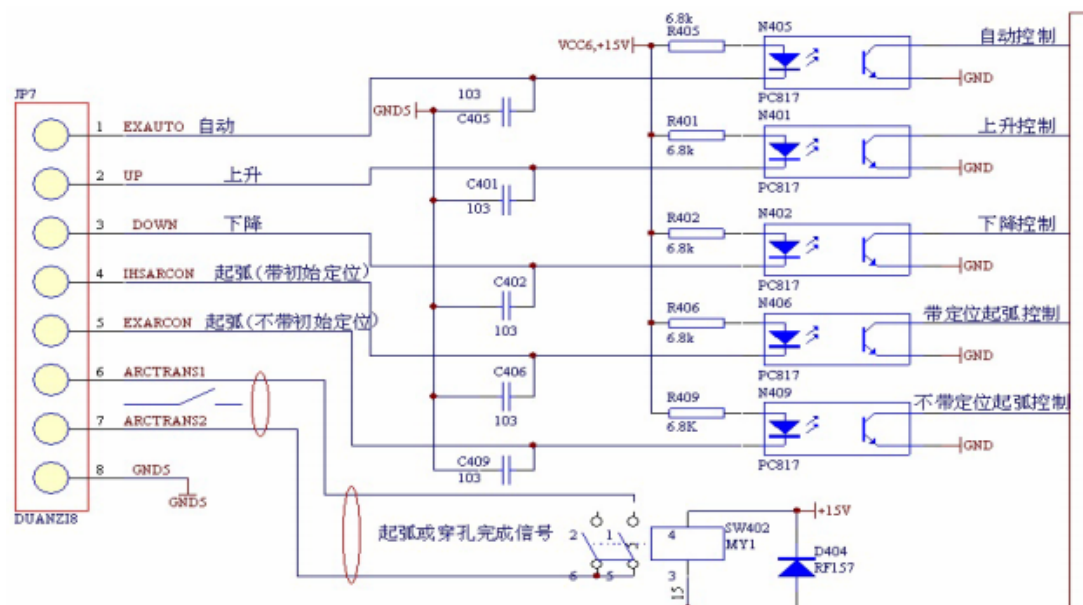 6.8k
R405
N405
自动控制
VCC6,+15V
GND
PC817
JP7
103
GND5
C405
1 EXAUTO 自动
R401
6.8k
N401
上升控制
GND
PC817
2 UP 上升
C401
103
3 DOWN 下降
R402
6.8k
N402
下降控制
GND
PC817
4 IHSARCON 起弧(带初始定位)
C402
103
5 EXARCON 起弧(不带初始定位)
R406
6.8k
N406
带定位起弧控制
GND
PC817
6 ARCTRANS1
C406
103
7 ARCTRANS2
R409
6.8K
N409
不带定位起弧控制
GND
PC817
8 GND5
GND5
C409
103
DUANZI8
起弧或穿孔完成信号
2 1
6 5
4
3
15
SW402
MY1
+15V
D404
RF157